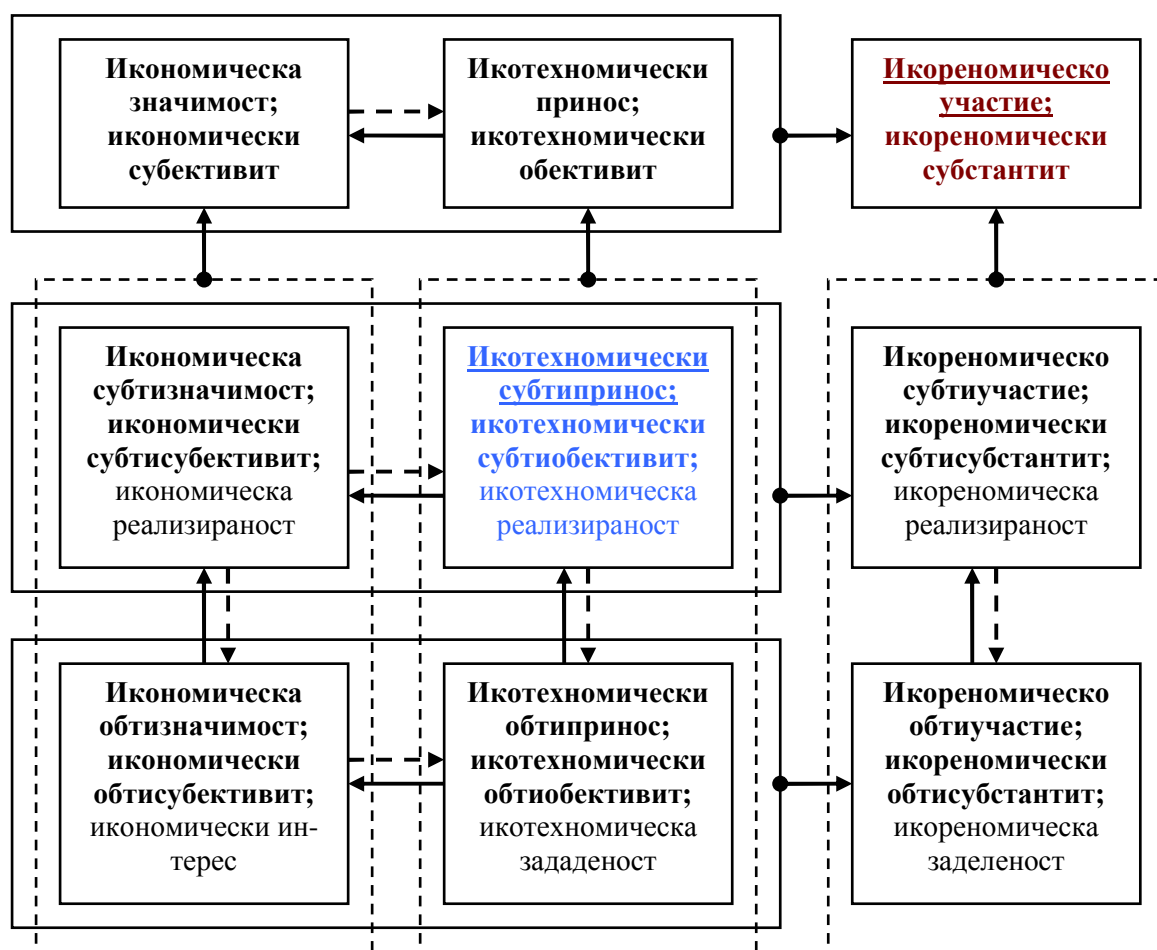 Икономическа
значимост;
икономически
субективит
Икотехномически
принос;
икотехномически
обективит
Икореномическо
участие;
икореномически
субстантит
Икономическа
субтизначимост;
икономически
субтисубективит;
икономическа
реализираност
Икотехномически
субтипринос;
икотехномически
субтиобективит;
икотехномическа
реализираност
Икореномическо
субтиучастие;
икореномически
субтисубстантит;
икореномическа
реализираност
Икономическа
обтизначимост;
икономически
обтисубективит;
икономически ин-
терес
Икотехномически
обтипринос;
икотехномически
обтиобективит;
икотехномическа
зададеност
Икореномическо
обтиучастие;
икореномически
обтисубстантит;
икореномическа
заделеност